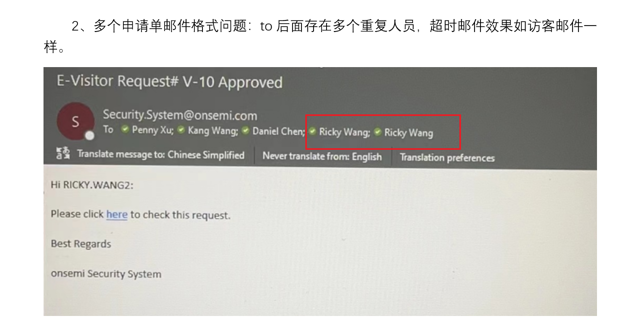 2、多个申请单邮件格式问题：to 后面存在多个重复人员，超时邮件效果如访客邮件一
样。
E-Visitor Request# V-10 Approved
S
Security.System@onsemi.com
To Penny Xu; Kang Wang; Daniel Chen; Ricky Wang; Ricky Wang
Translate message to: Chinese Simplified Never translate from: English Translation preferences
Hi RICKY.WANG2:
Please click here to check this request.
Best Regards
onsemi Security System